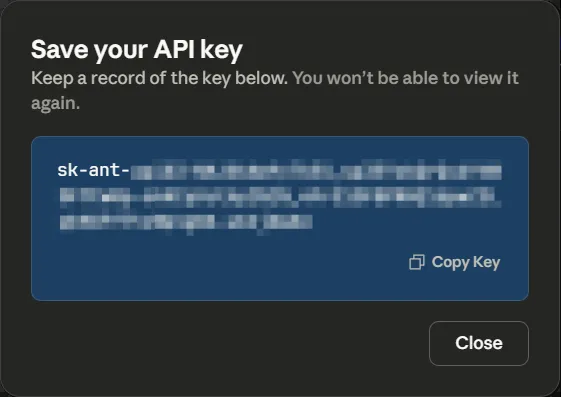 Save your API key
Keep a record of the key below. You won’t be able to view it
again.
sk-ant-
Copy Key
Close